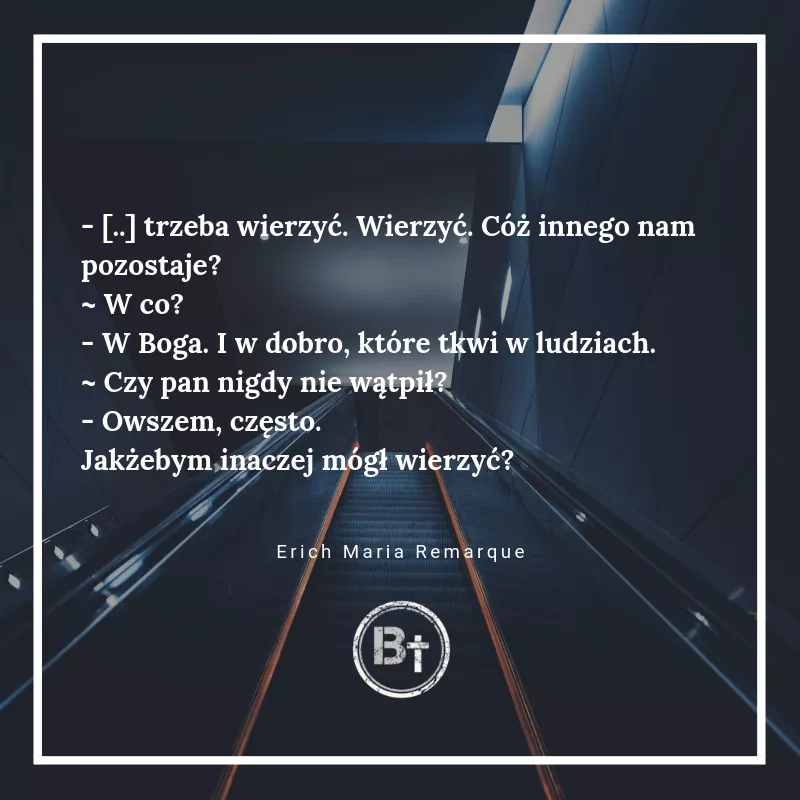 - [..] trzeba wierzyć. Wierzyć. Cóż innego nam
pozostaje?
~ W co?
- W Boga. I w dobro, które tkwi w ludziach.
~ Czy pan nigdy nie wątpił?
- Owszem, często.
Jakżebym inaczej mógł wierzyć?
Erich Maria Remarque
Bt